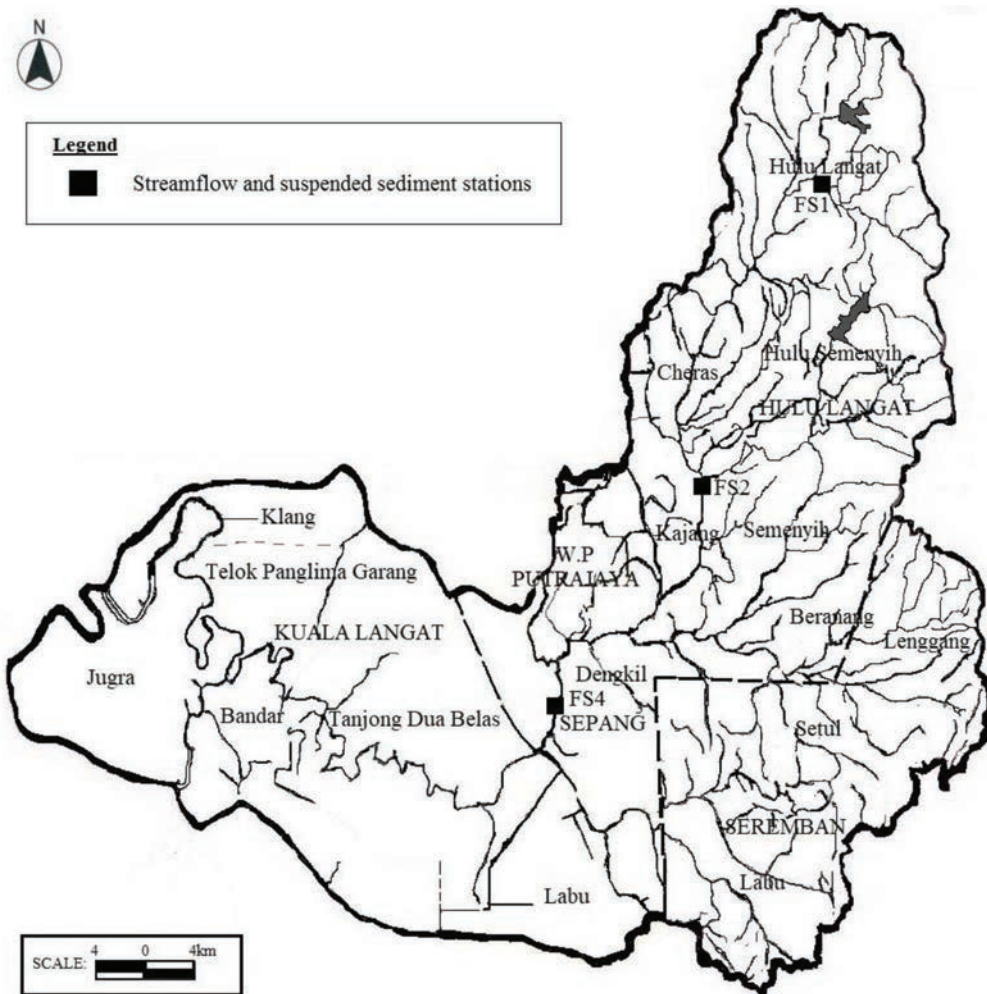 N
Legend
Streamflow and suspended sediment stations
Hulu Langat
FS1
Hulu Semenyih
Cheras
HULU LANGAT
FS2
Klang
Kajang
Semenyih
W.P
PUTRAJAYA
Telok Panglima Garang
Beranang
KUALA LANGAT
Lenggang
Jugra
Dengkil
FS4
Bandar
Tanjong Dua Belas
SEPANG
Setul
SEREMBAN
Labu
Labu
SCALE:
4 0 4km